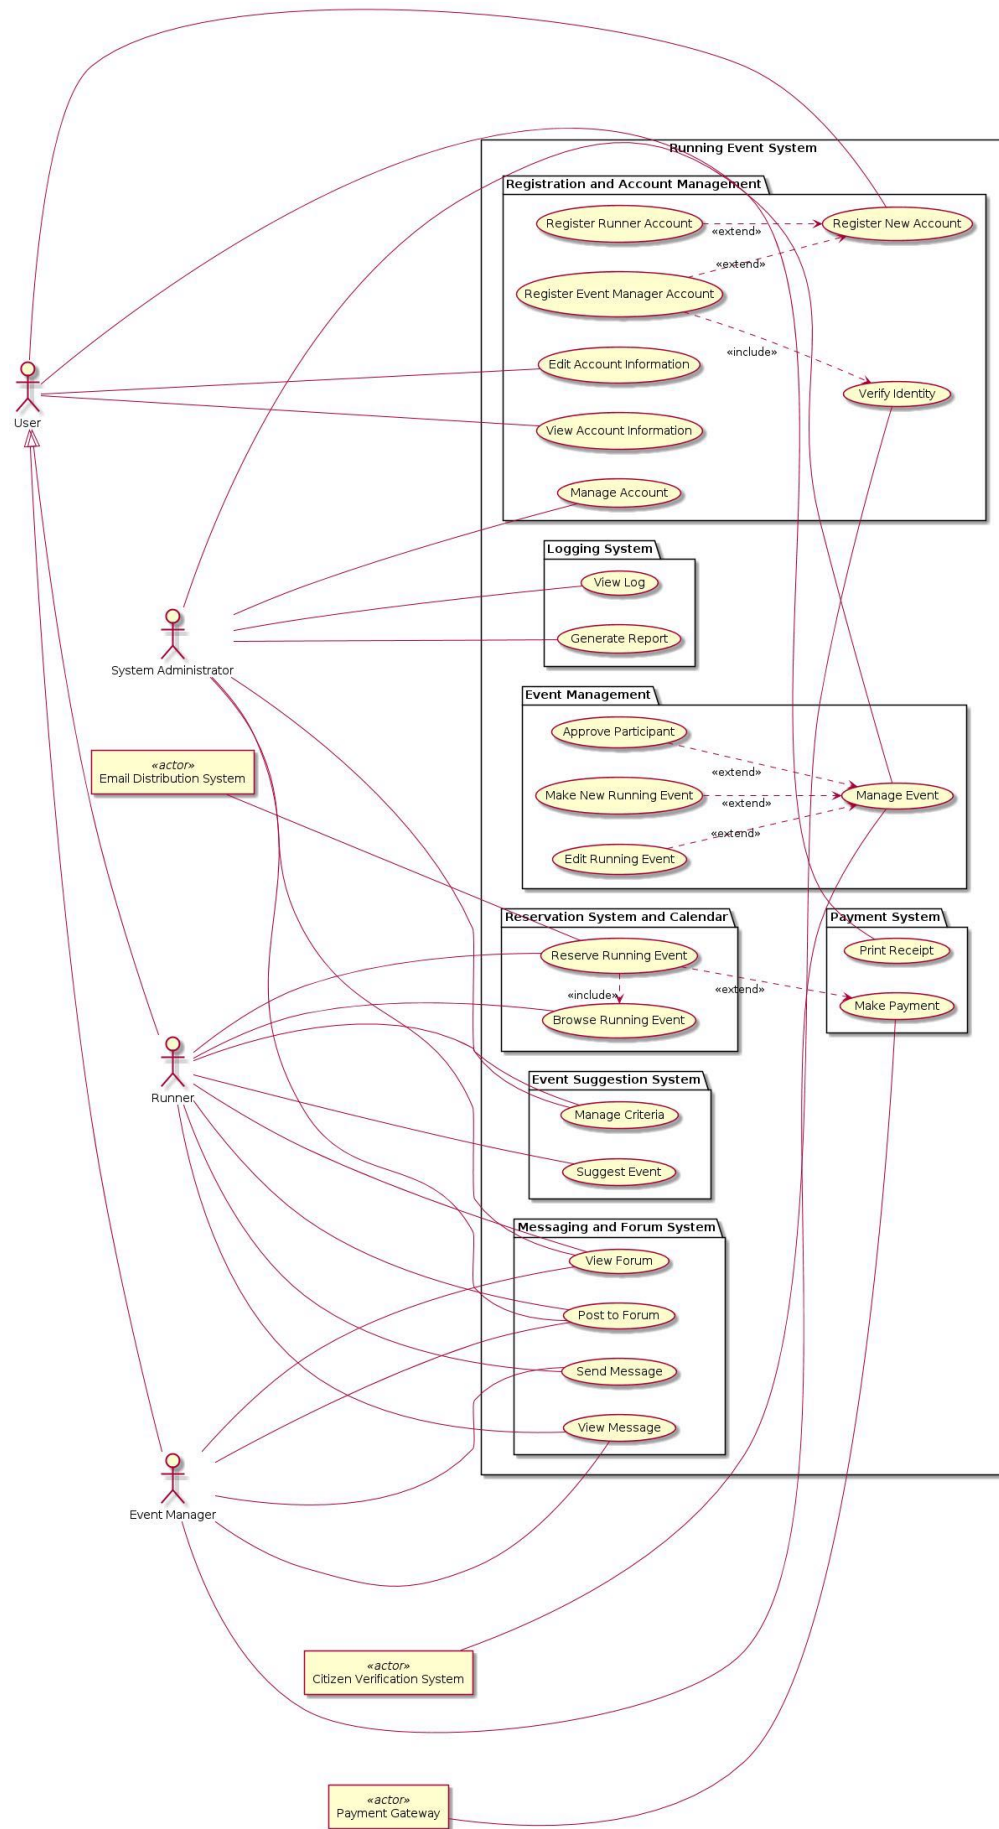 Running Event System
Registration and Account Management
Register Runner Account
Register New Account
«extend»
«extend»
Register Event Manager Account
«include»
Edit Account Information
Verify Identity
User
View Account Information
Manage Account
Logging System
View Log
Generate Report
System Administrator
Event Management
Approve Participant
«actor»
Email Distribution System
«extend»
Make New Running Event
Manage Event
«extend»
«extend»
Edit Running Event
Reservation System and Calendar
Payment System
Reserve Running Event
Print Receipt
«include»
«extend»
Make Payment
Browse Running Event
Event Suggestion System
Runner
Manage Criteria
Suggest Event
Messaging and Forum System
View Forum
Post to Forum
Send Message
View Message
Event Manager
«actor»
Citizen Verification System
«actor»
Payment Gateway